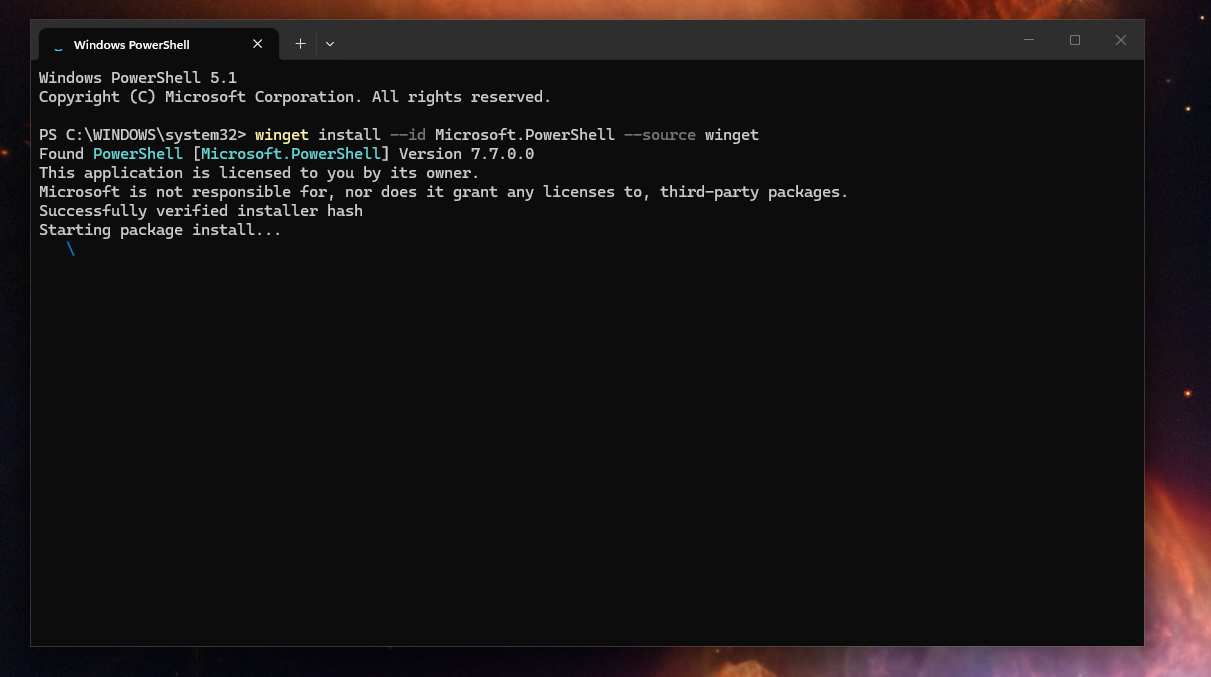 Windows PowerShell
Windows PowerShell 5.1
Copyright (C) Microsoft Corporation. All rights reserved.
PS C:\WINDOWS\system32> winget install --id Microsoft.PowerShell --source winget
Found PowerShell [Microsoft.PowerShell] Version 7.7.0.0
This application is licensed to you by its owner.
Microsoft is not responsible for, nor does it grant any licenses to, third-party packages.
Successfully verified installer hash
Starting package install...
\